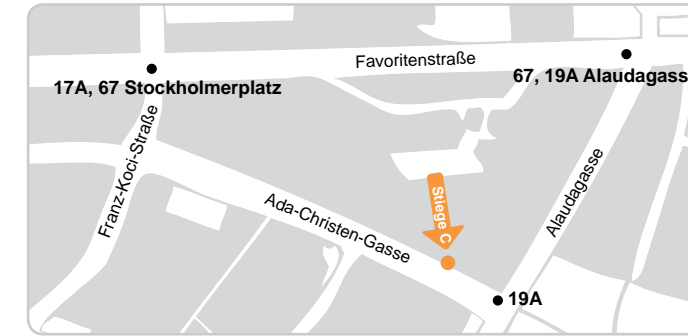 Favoritenstraße
17A, 67 Stockholmerplatz
67, 19A Alaudagass
Franz-Koci-Straße
Ada-Christen-Gasse
Stiege C
Alaudagasse
19A